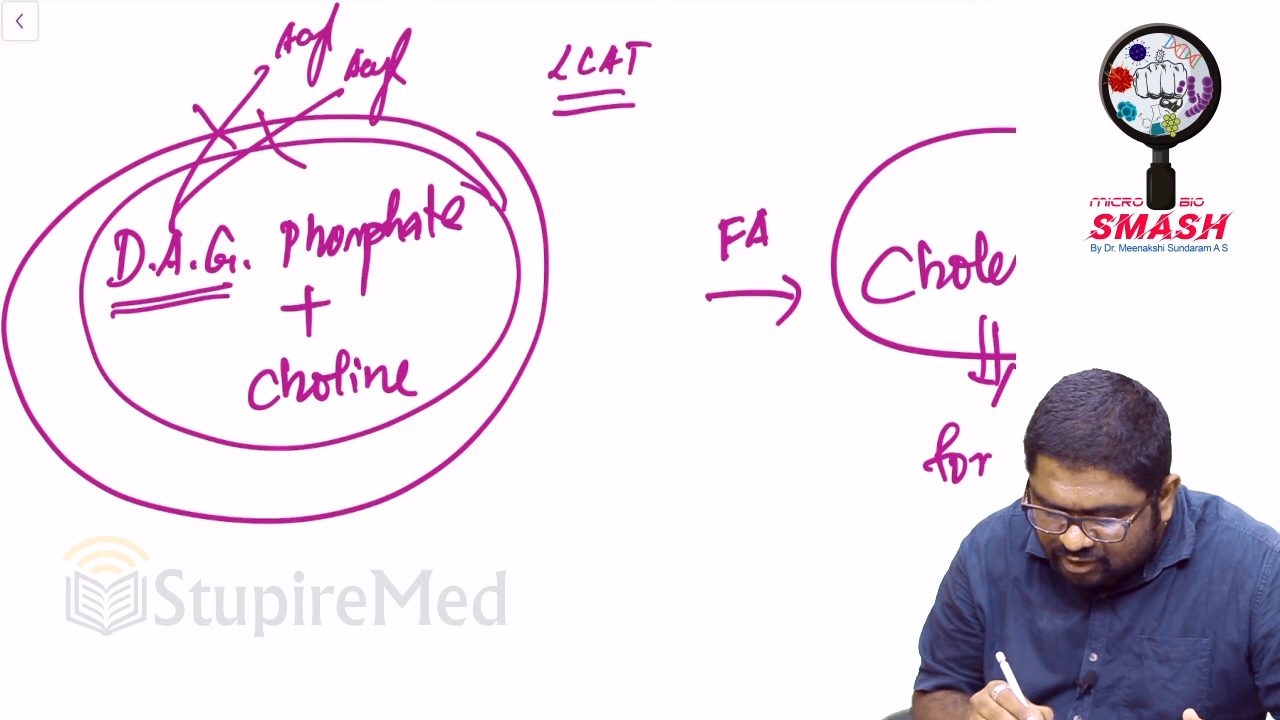 Acyl
Acyl
LCAT
D.A.G. Phosphate
+
Choline
FA
Chole
for
MICRO BIO
SMASH
By Dr. Meenakshi Sundaram A S
StupireMed